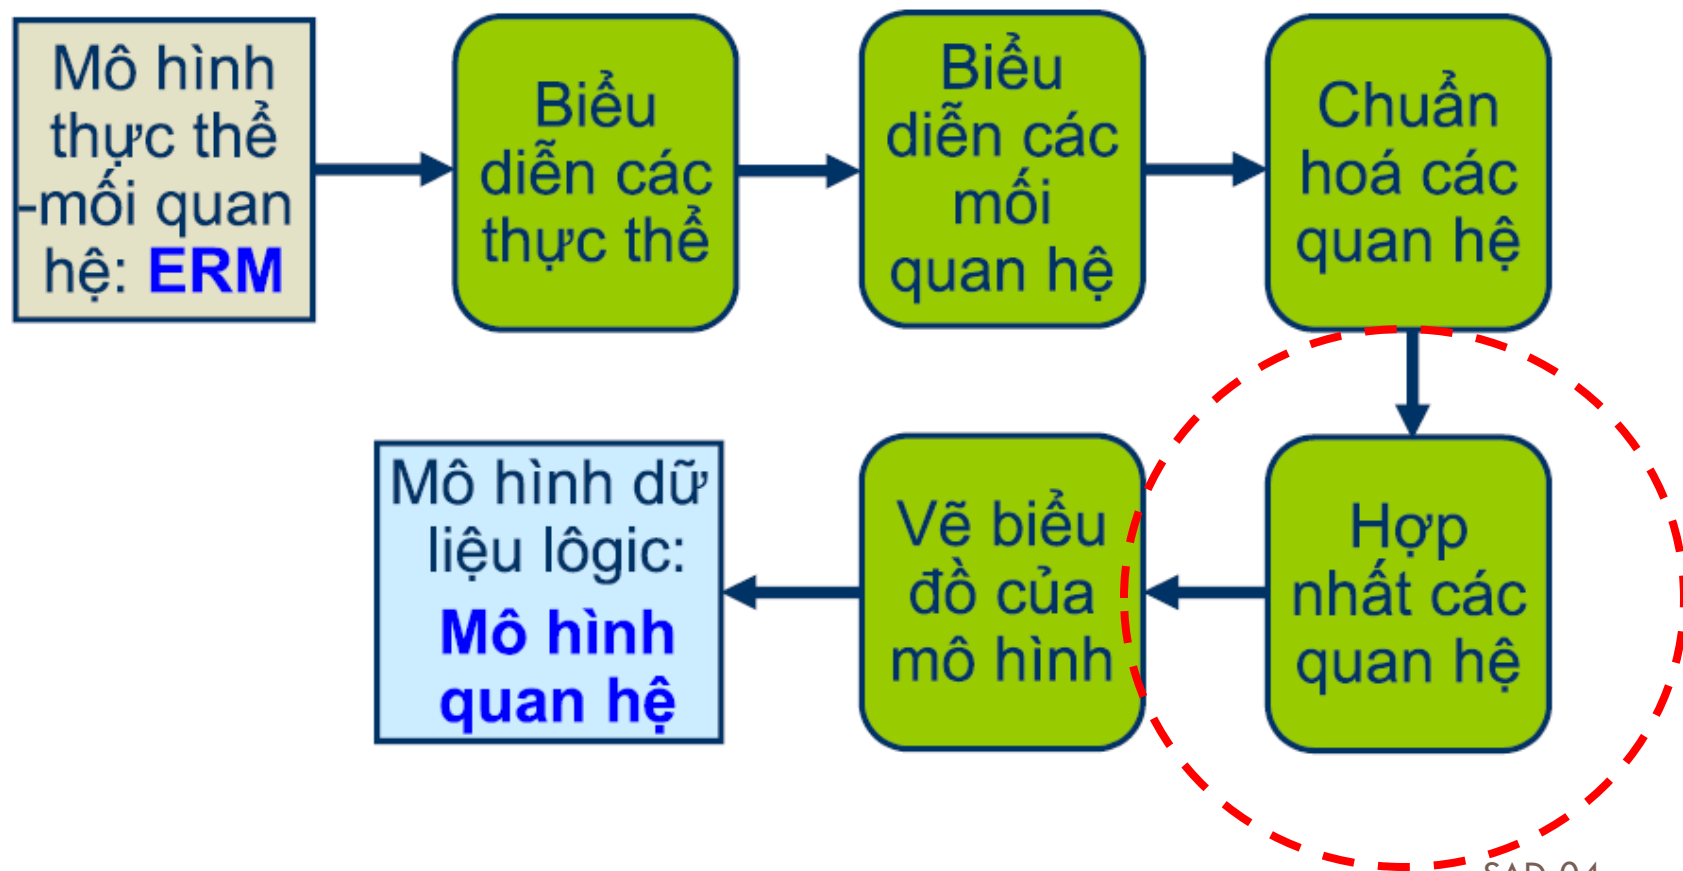 Mô hình
thực thể
-mối quan
hệ: ERM
Biểu
diễn các
thực thể
Biểu
diễn các
mối
quan hệ
Chuẩn
hoá các
quan hệ
Hợp
nhất các
quan hệ
Vẽ biểu
đồ của
mô hình
Mô hình dữ
liệu lôgic:
Mô hình
quan hệ
SAD-04